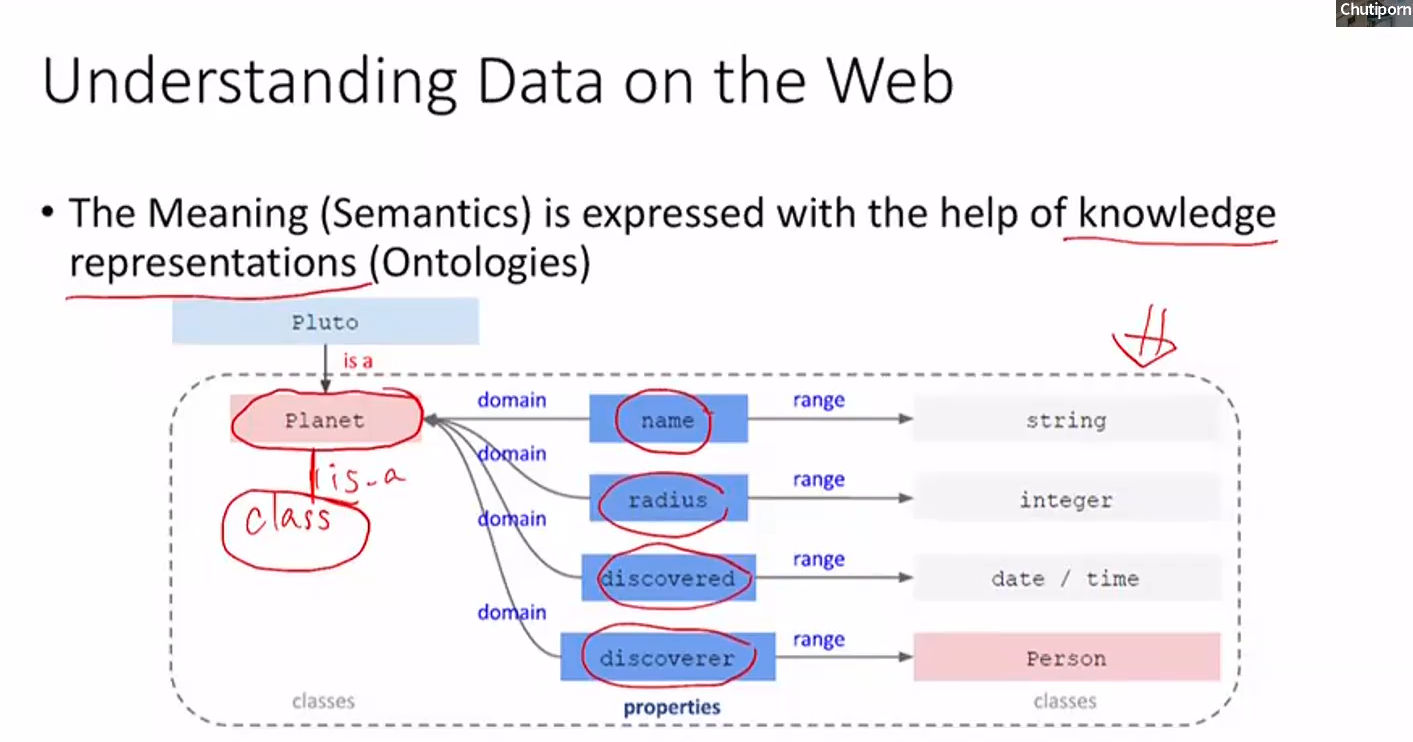 Chutiporn
Understanding Data on the Web
• The Meaning (Semantics) is expressed with the help of knowledge
representations (Ontologies)
Pluto
is a
Planet
domain
name
range
string
is-a
class
domain
radius
range
integer
domain
discovered
range
date / time
domain
discoverer
range
Person
classes
properties
classes